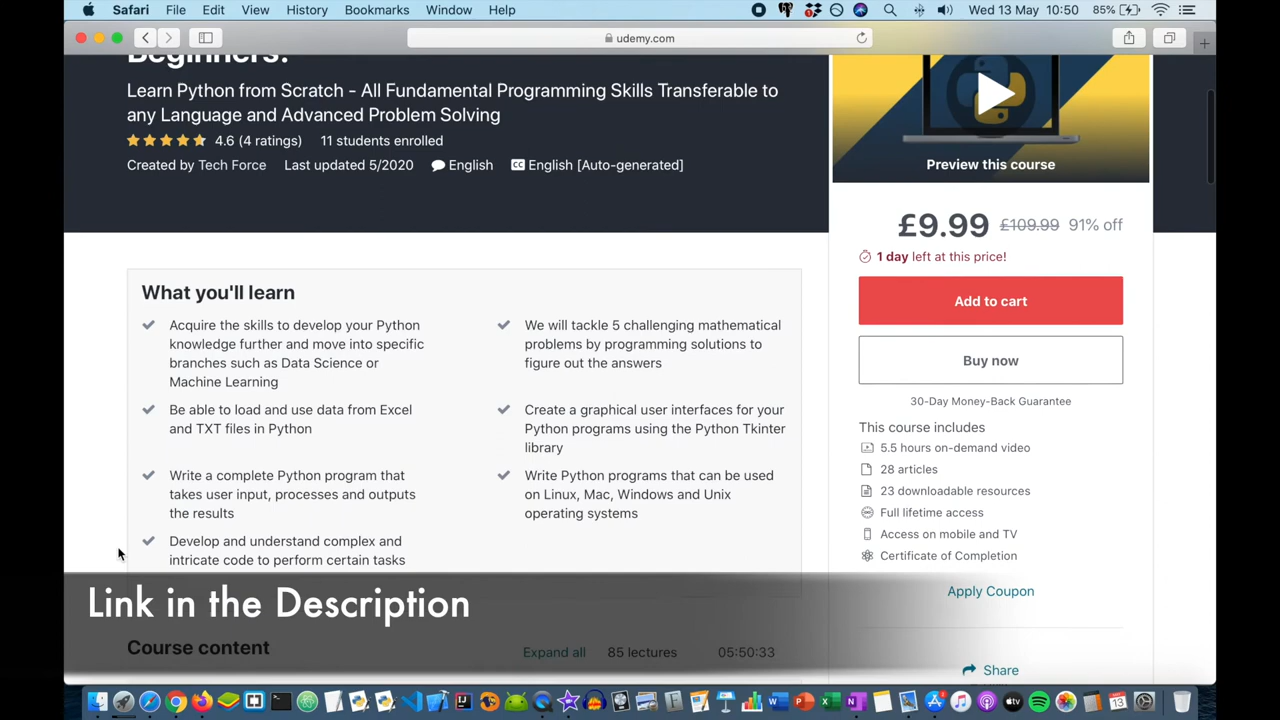 Safari File Edit View History Bookmarks Window Help Wed 13 May 10:50 85%
udemy.com
Beginners!
Learn Python from Scratch - All Fundamental Programming Skills Transferable to
any Language and Advanced Problem Solving
4.6 (4 ratings) 11 students enrolled
Created by Tech Force Last updated 5/2020 English CC English [Auto-generated]
Preview this course
£9.99 £109.99 91% off
1 day left at this price!
Add to cart
Buy now
30-Day Money-Back Guarantee
This course includes
5.5 hours on-demand video
28 articles
23 downloadable resources
Full lifetime access
Access on mobile and TV
Certificate of Completion
Apply Coupon
Share
What you'll learn
Acquire the skills to develop your Python
knowledge further and move into specific
branches such as Data Science or
Machine Learning
We will tackle 5 challenging mathematical
problems by programming solutions to
figure out the answers
Be able to load and use data from Excel
and TXT files in Python
Create a graphical user interfaces for your
Python programs using the Python Tkinter
library
Write a complete Python program that
takes user input, processes and outputs
the results
Write Python programs that can be used
on Linux, Mac, Windows and Unix
operating systems
Develop and understand complex and
intricate code to perform certain tasks
Link in the Description
Course content Expand all 85 lectures 05:50:33